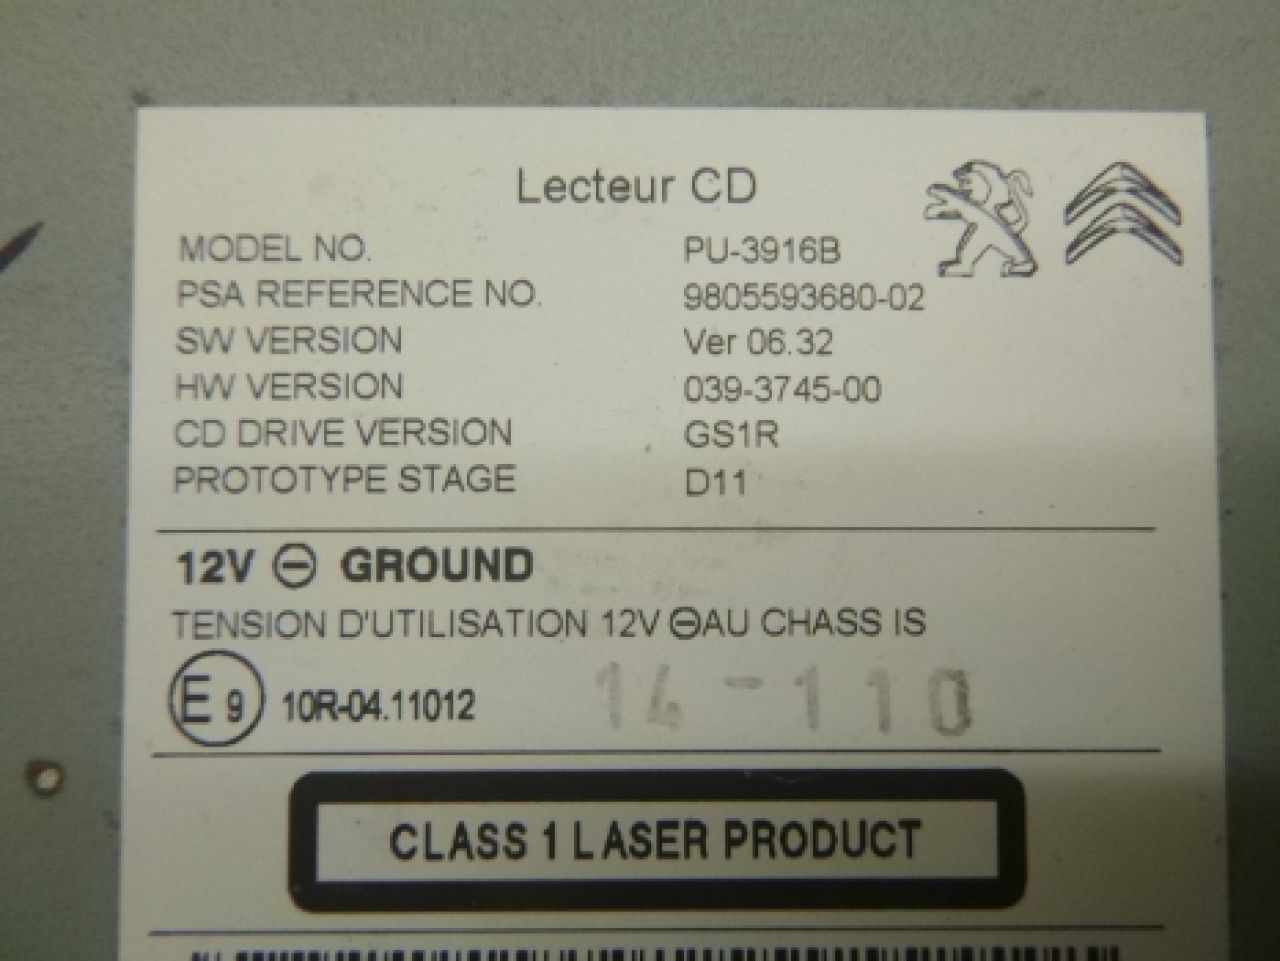 Lecteur CD
MODEL NO. PU-3916B
PSA REFERENCE NO. 9805593680-02
SW VERSION Ver 06.32
HW VERSION 039-3745-00
CD DRIVE VERSION GS1R
PROTOTYPE STAGE D11
12V ⊖ GROUND
TENSION D'UTILISATION 12V ⊖AU CHASS IS
E9 10R-04.11012 14-110
CLASS 1 LASER PRODUCT